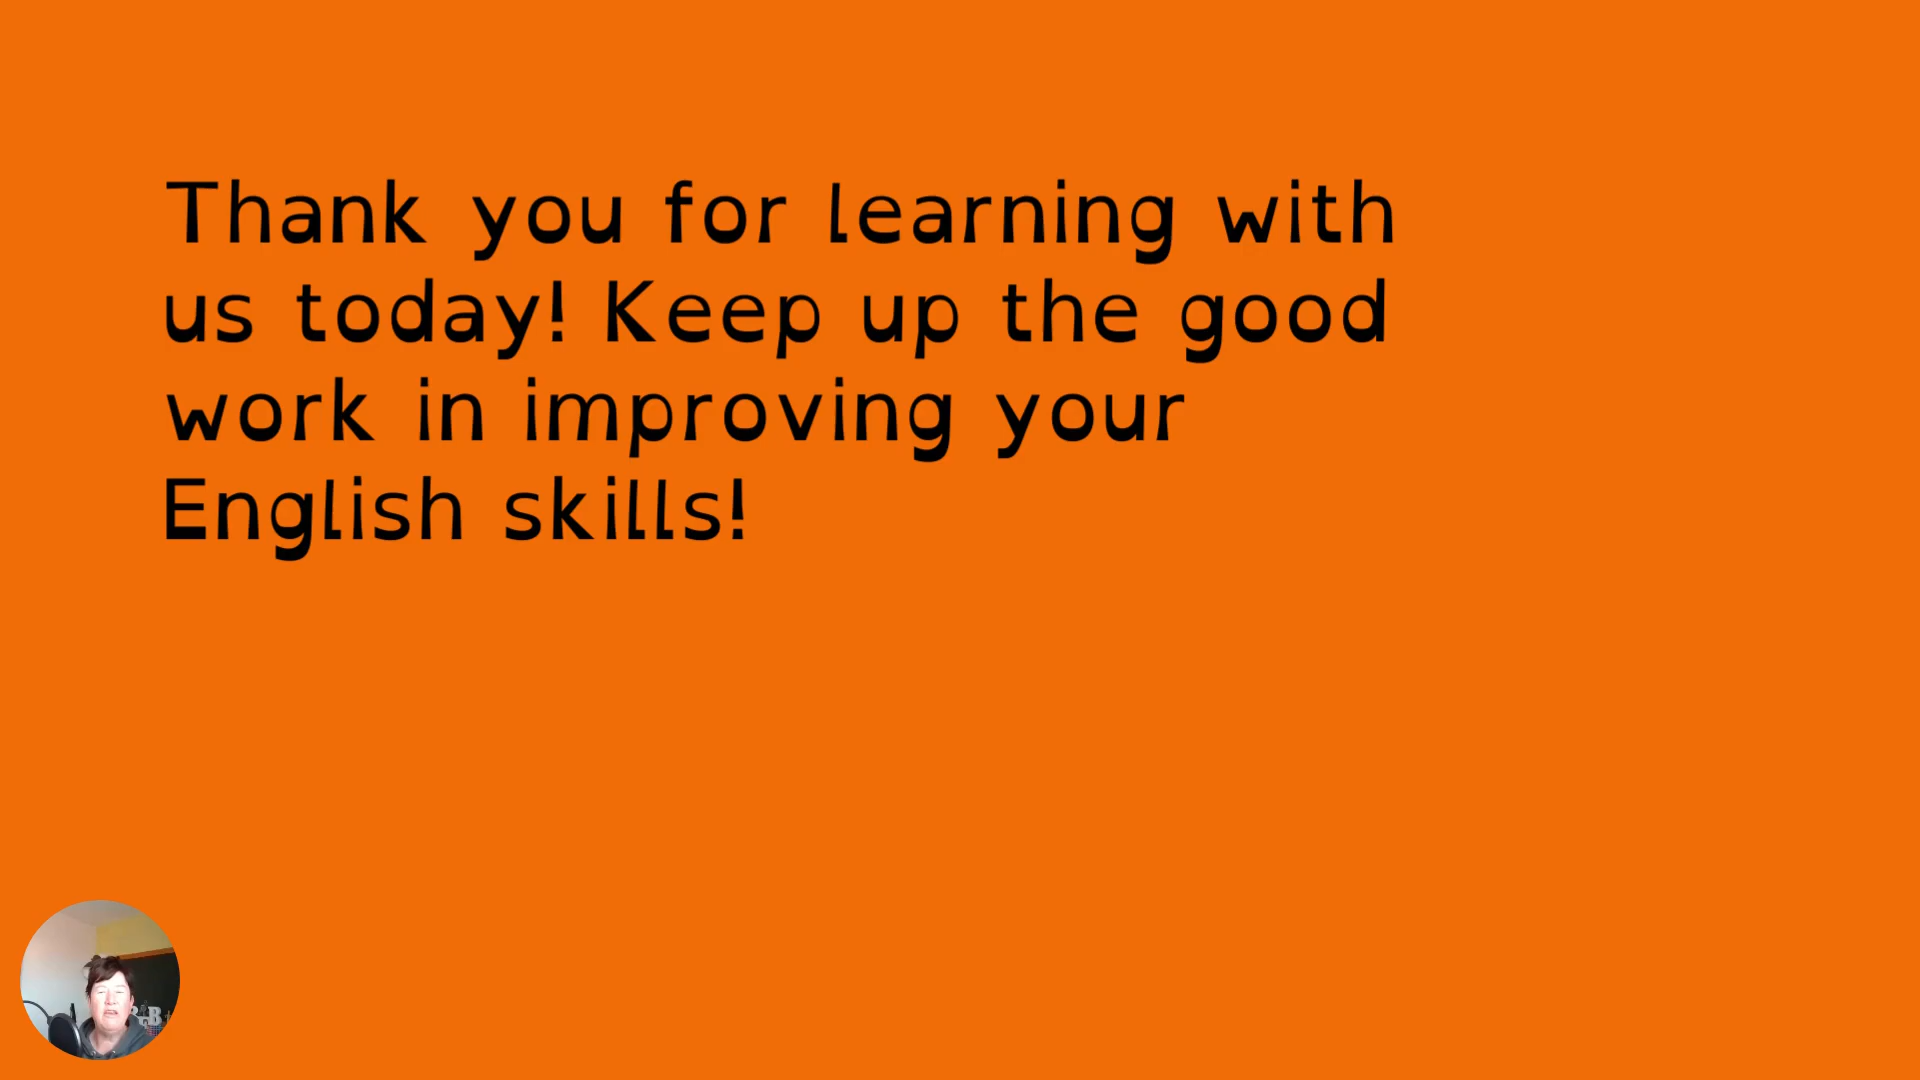 Thank you for learning with
us today! Keep up the good
work in improving your
English skills!